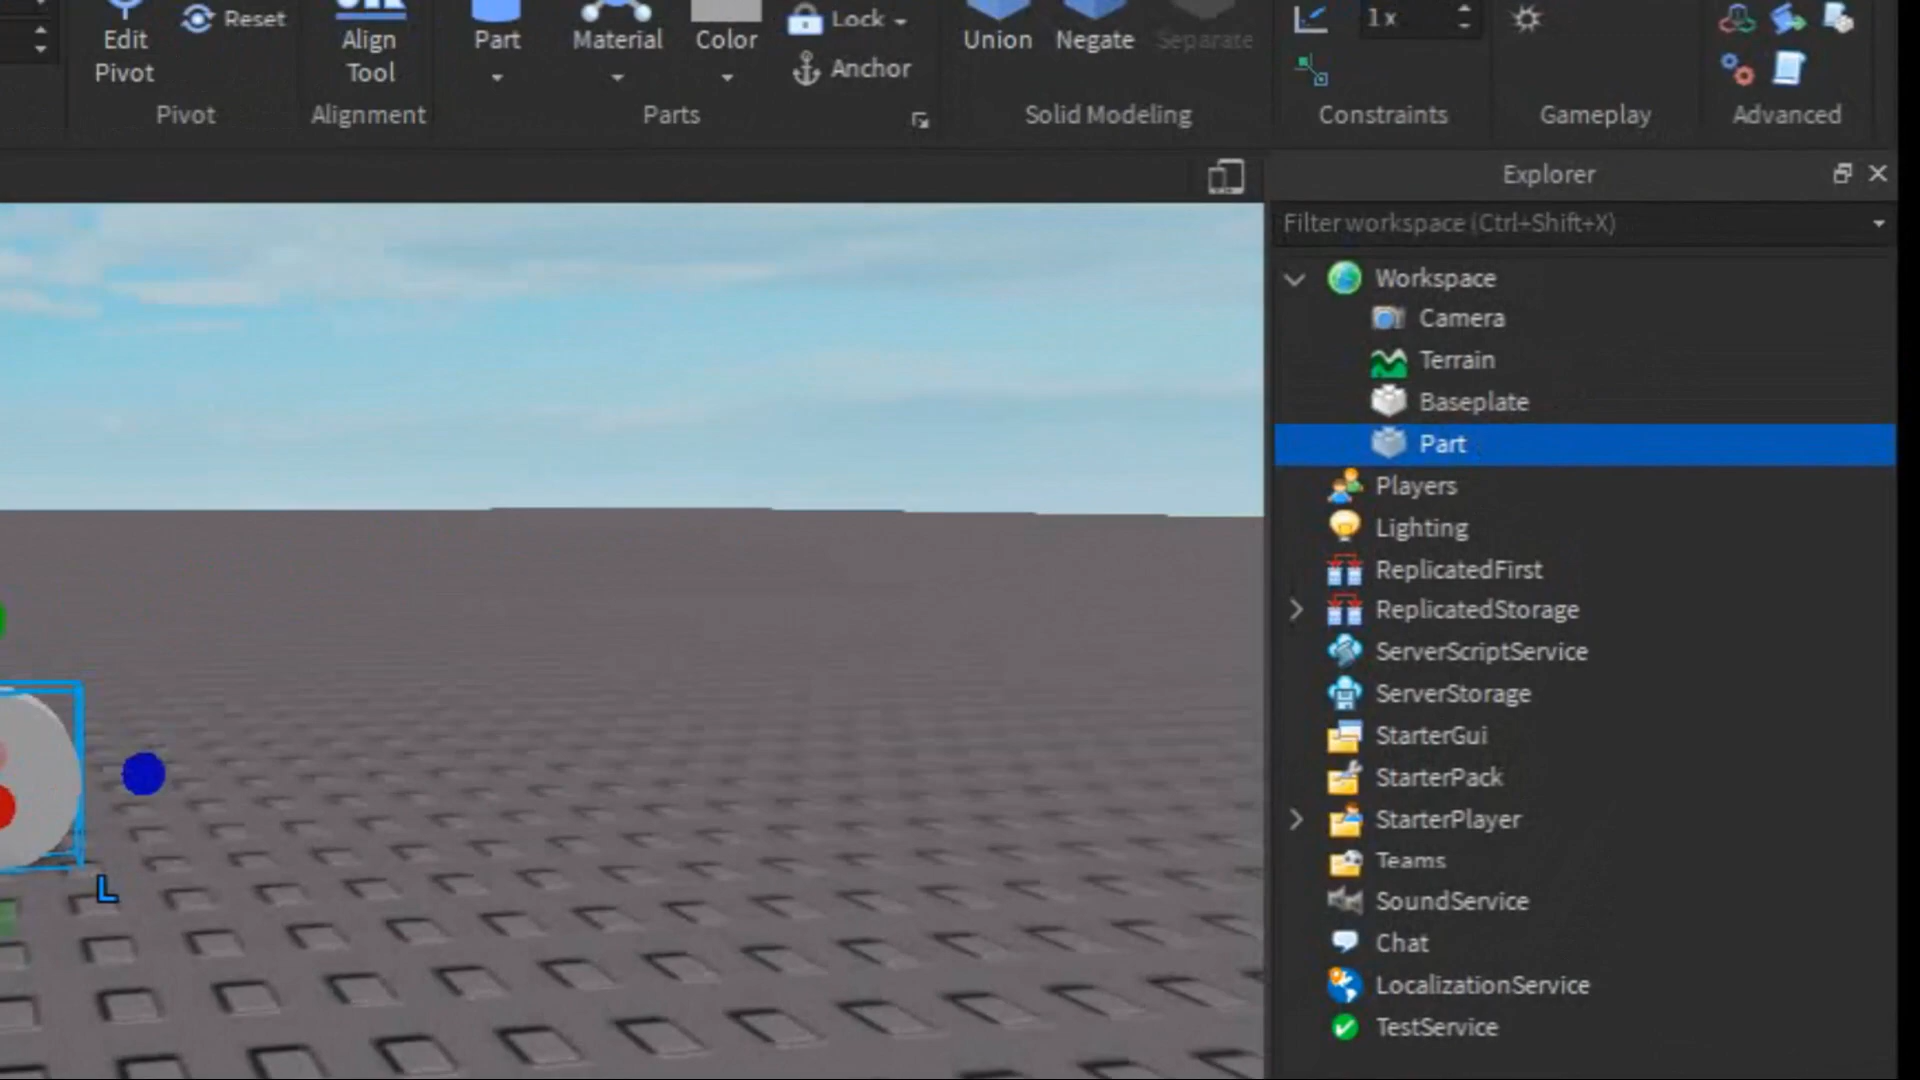 Edit
Pivot
Reset
Pivot
Align
Tool
Alignment
Part
Material
Color
Lock
Anchor
Parts
Union
Negate
Separate
Solid Modeling
1x
Constraints
Gameplay
Advanced
Explorer
Filter workspace (Ctrl+Shift+X)
Workspace
Camera
Terrain
Baseplate
Part
Players
Lighting
ReplicatedFirst
ReplicatedStorage
ServerScriptService
ServerStorage
StarterGui
StarterPack
StarterPlayer
Teams
SoundService
Chat
LocalizationService
TestService
L